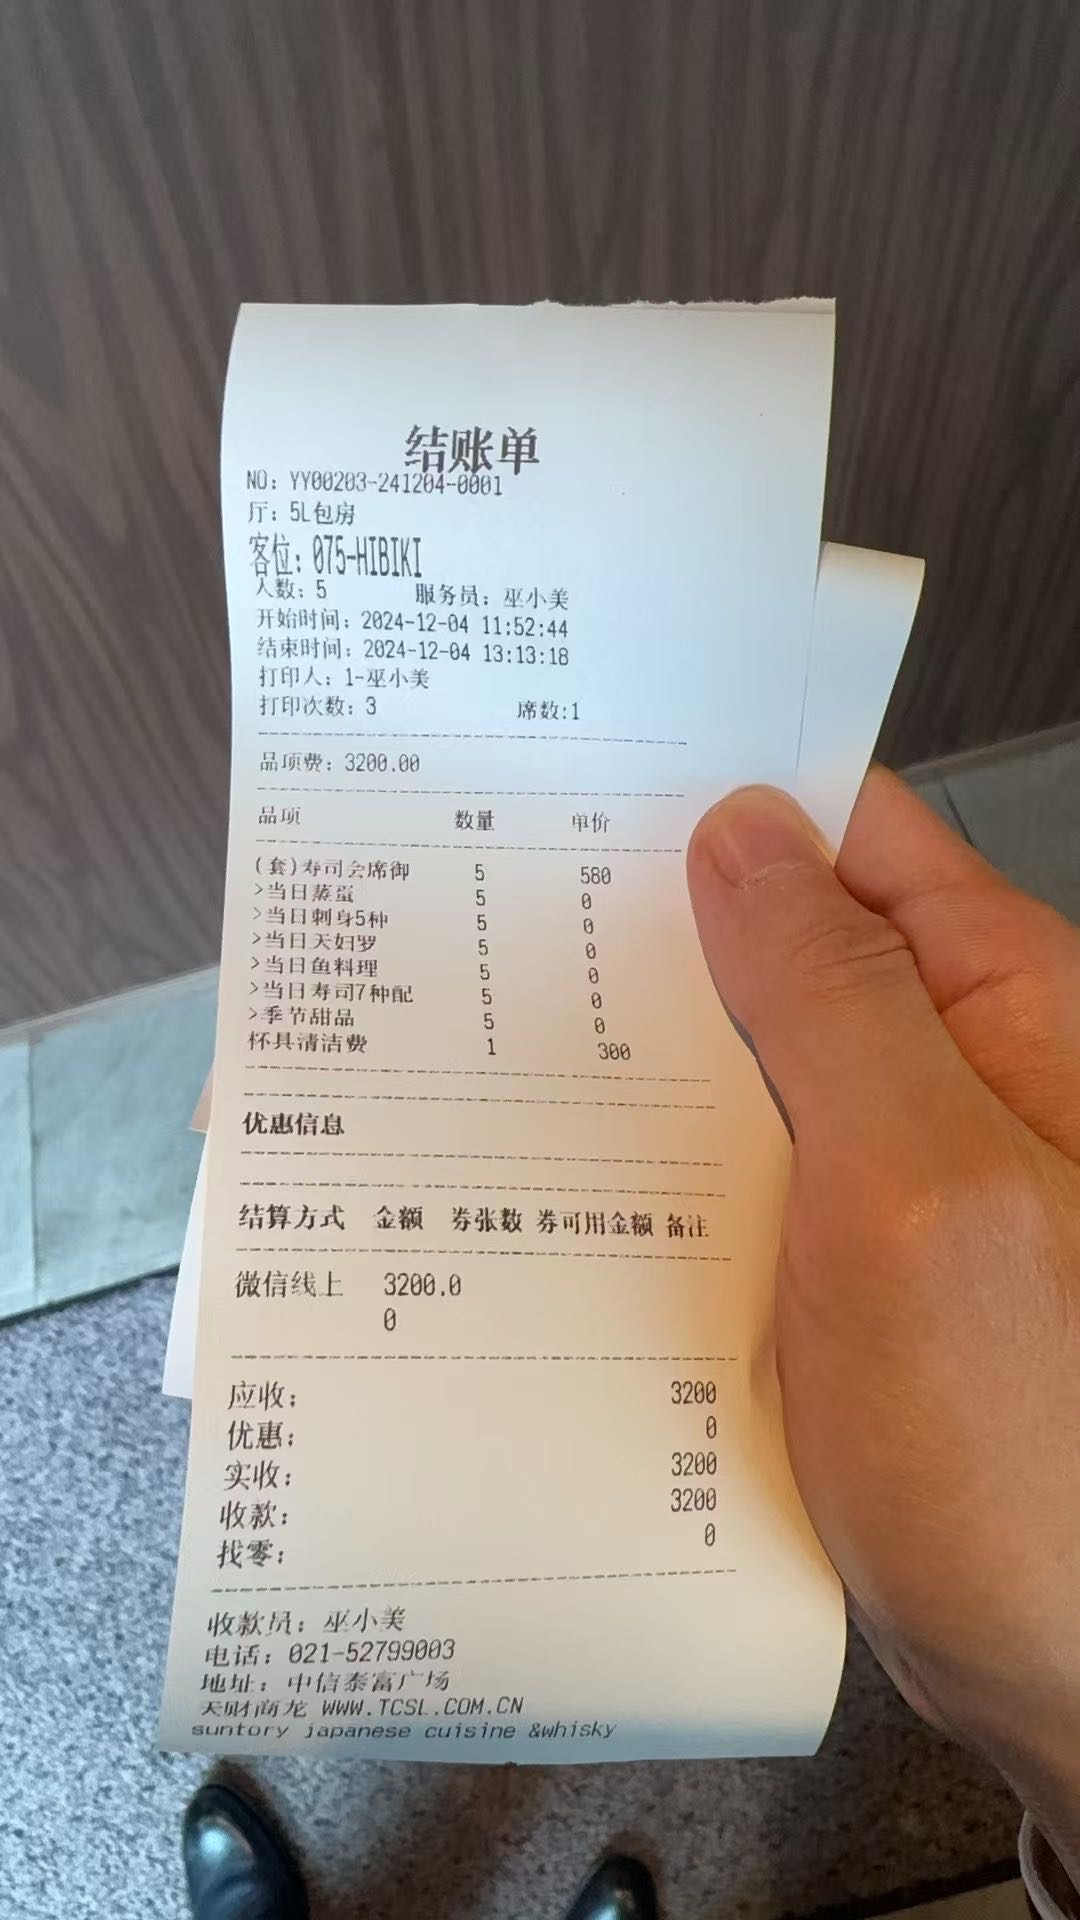 结账单
NO: YY00203-241204-0001
厅: 5L包房
客位: 075-HIBIKI
人数: 5 服务员: 巫小美
开始时间: 2024-12-04 11:52:44
结束时间: 2024-12-04 13:13:18
打印人: 1-巫小美
打印次数: 3 席数:1
品项费: 3200.00
品项 数量 单价
(套)寿司会席御 5 580
>当日蒸蛋 5 0
>当日刺身5种 5 0
>当日天妇罗 5 0
>当日鱼料理 5 0
>当日寿司7种配 5 0
>季节甜品 5 0
杯具清洁费 1 300
优惠信息
结算方式 金额 券张数 券可用金额 备注
微信线上 3200.0
0
应收: 3200
优惠: 0
实收: 3200
收款: 3200
找零: 0
收款员: 巫小美
电话: 021-52799003
地址: 中信泰富广场
天财商龙 WWW.TCSL.COM.CN
suntory japanese cuisine &whisky